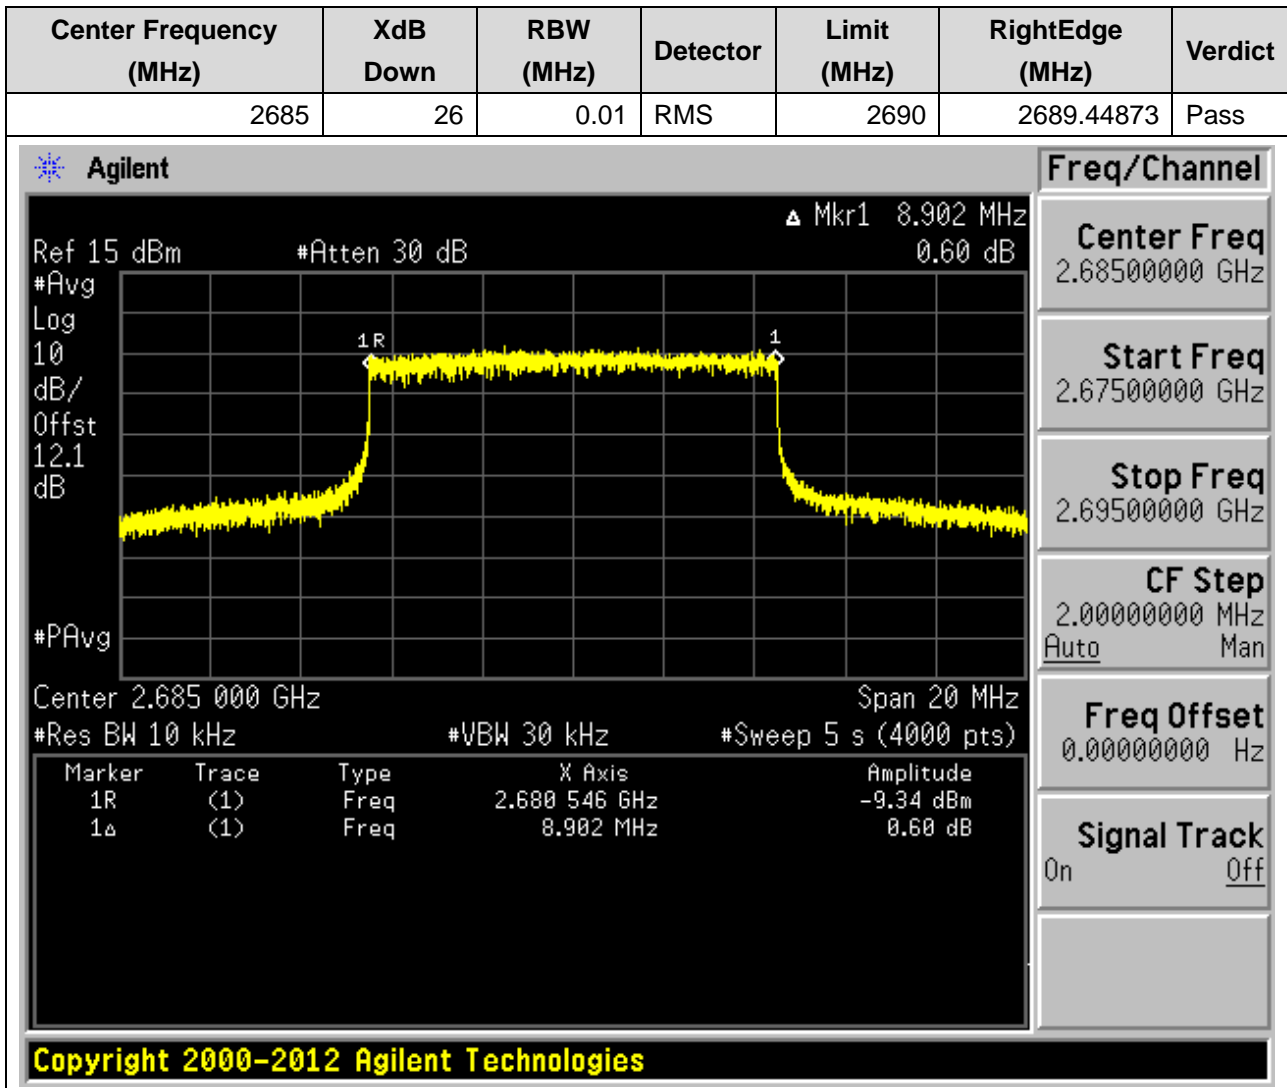 Center Frequency (MHz) XdB Down RBW (MHz) Detector Limit (MHz) RightEdge (MHz) Verdict
2685 26 0.01 RMS 2690 2689.44873 Pass
Agilent
Freq/Channel
Δ Mkr1 8.902 MHz
Ref 15 dBm #Atten 30 dB 0.60 dB
#Avg
Log
10
dB/
Offst
12.1
dB
#PAvg
1R
1
Center 2.685 000 GHz Span 20 MHz
#Res BW 10 kHz #VBW 30 kHz #Sweep 5 s (4000 pts)
Marker Trace Type X Axis Amplitude
1R (1) Freq 2.680 546 GHz -9.34 dBm
1Δ (1) Freq 8.902 MHz 0.60 dB
Center Freq
2.68500000 GHz
Start Freq
2.67500000 GHz
Stop Freq
2.69500000 GHz
CF Step
2.00000000 MHz
Auto Man
Freq Offset
0.00000000 Hz
Signal Track
On Off
Copyright 2000-2012 Agilent Technologies